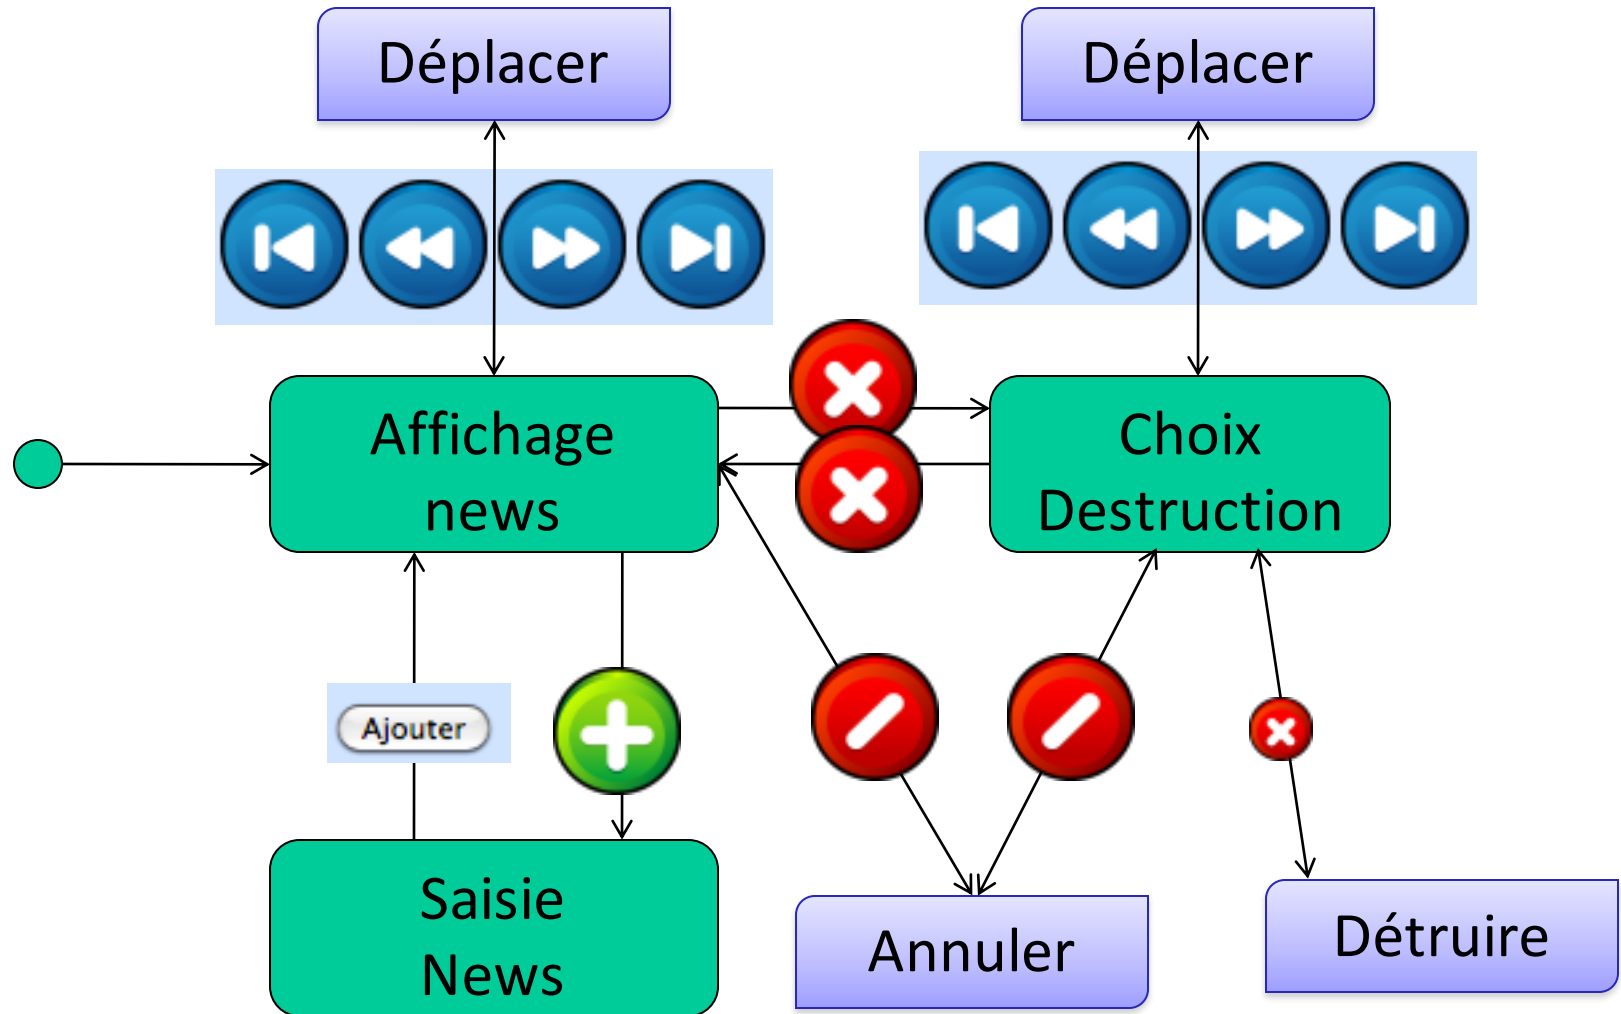 Déplacer
Déplacer
Affichage
news
Choix
Destruction
Ajouter
Saisie
News
Annuler
Détruire